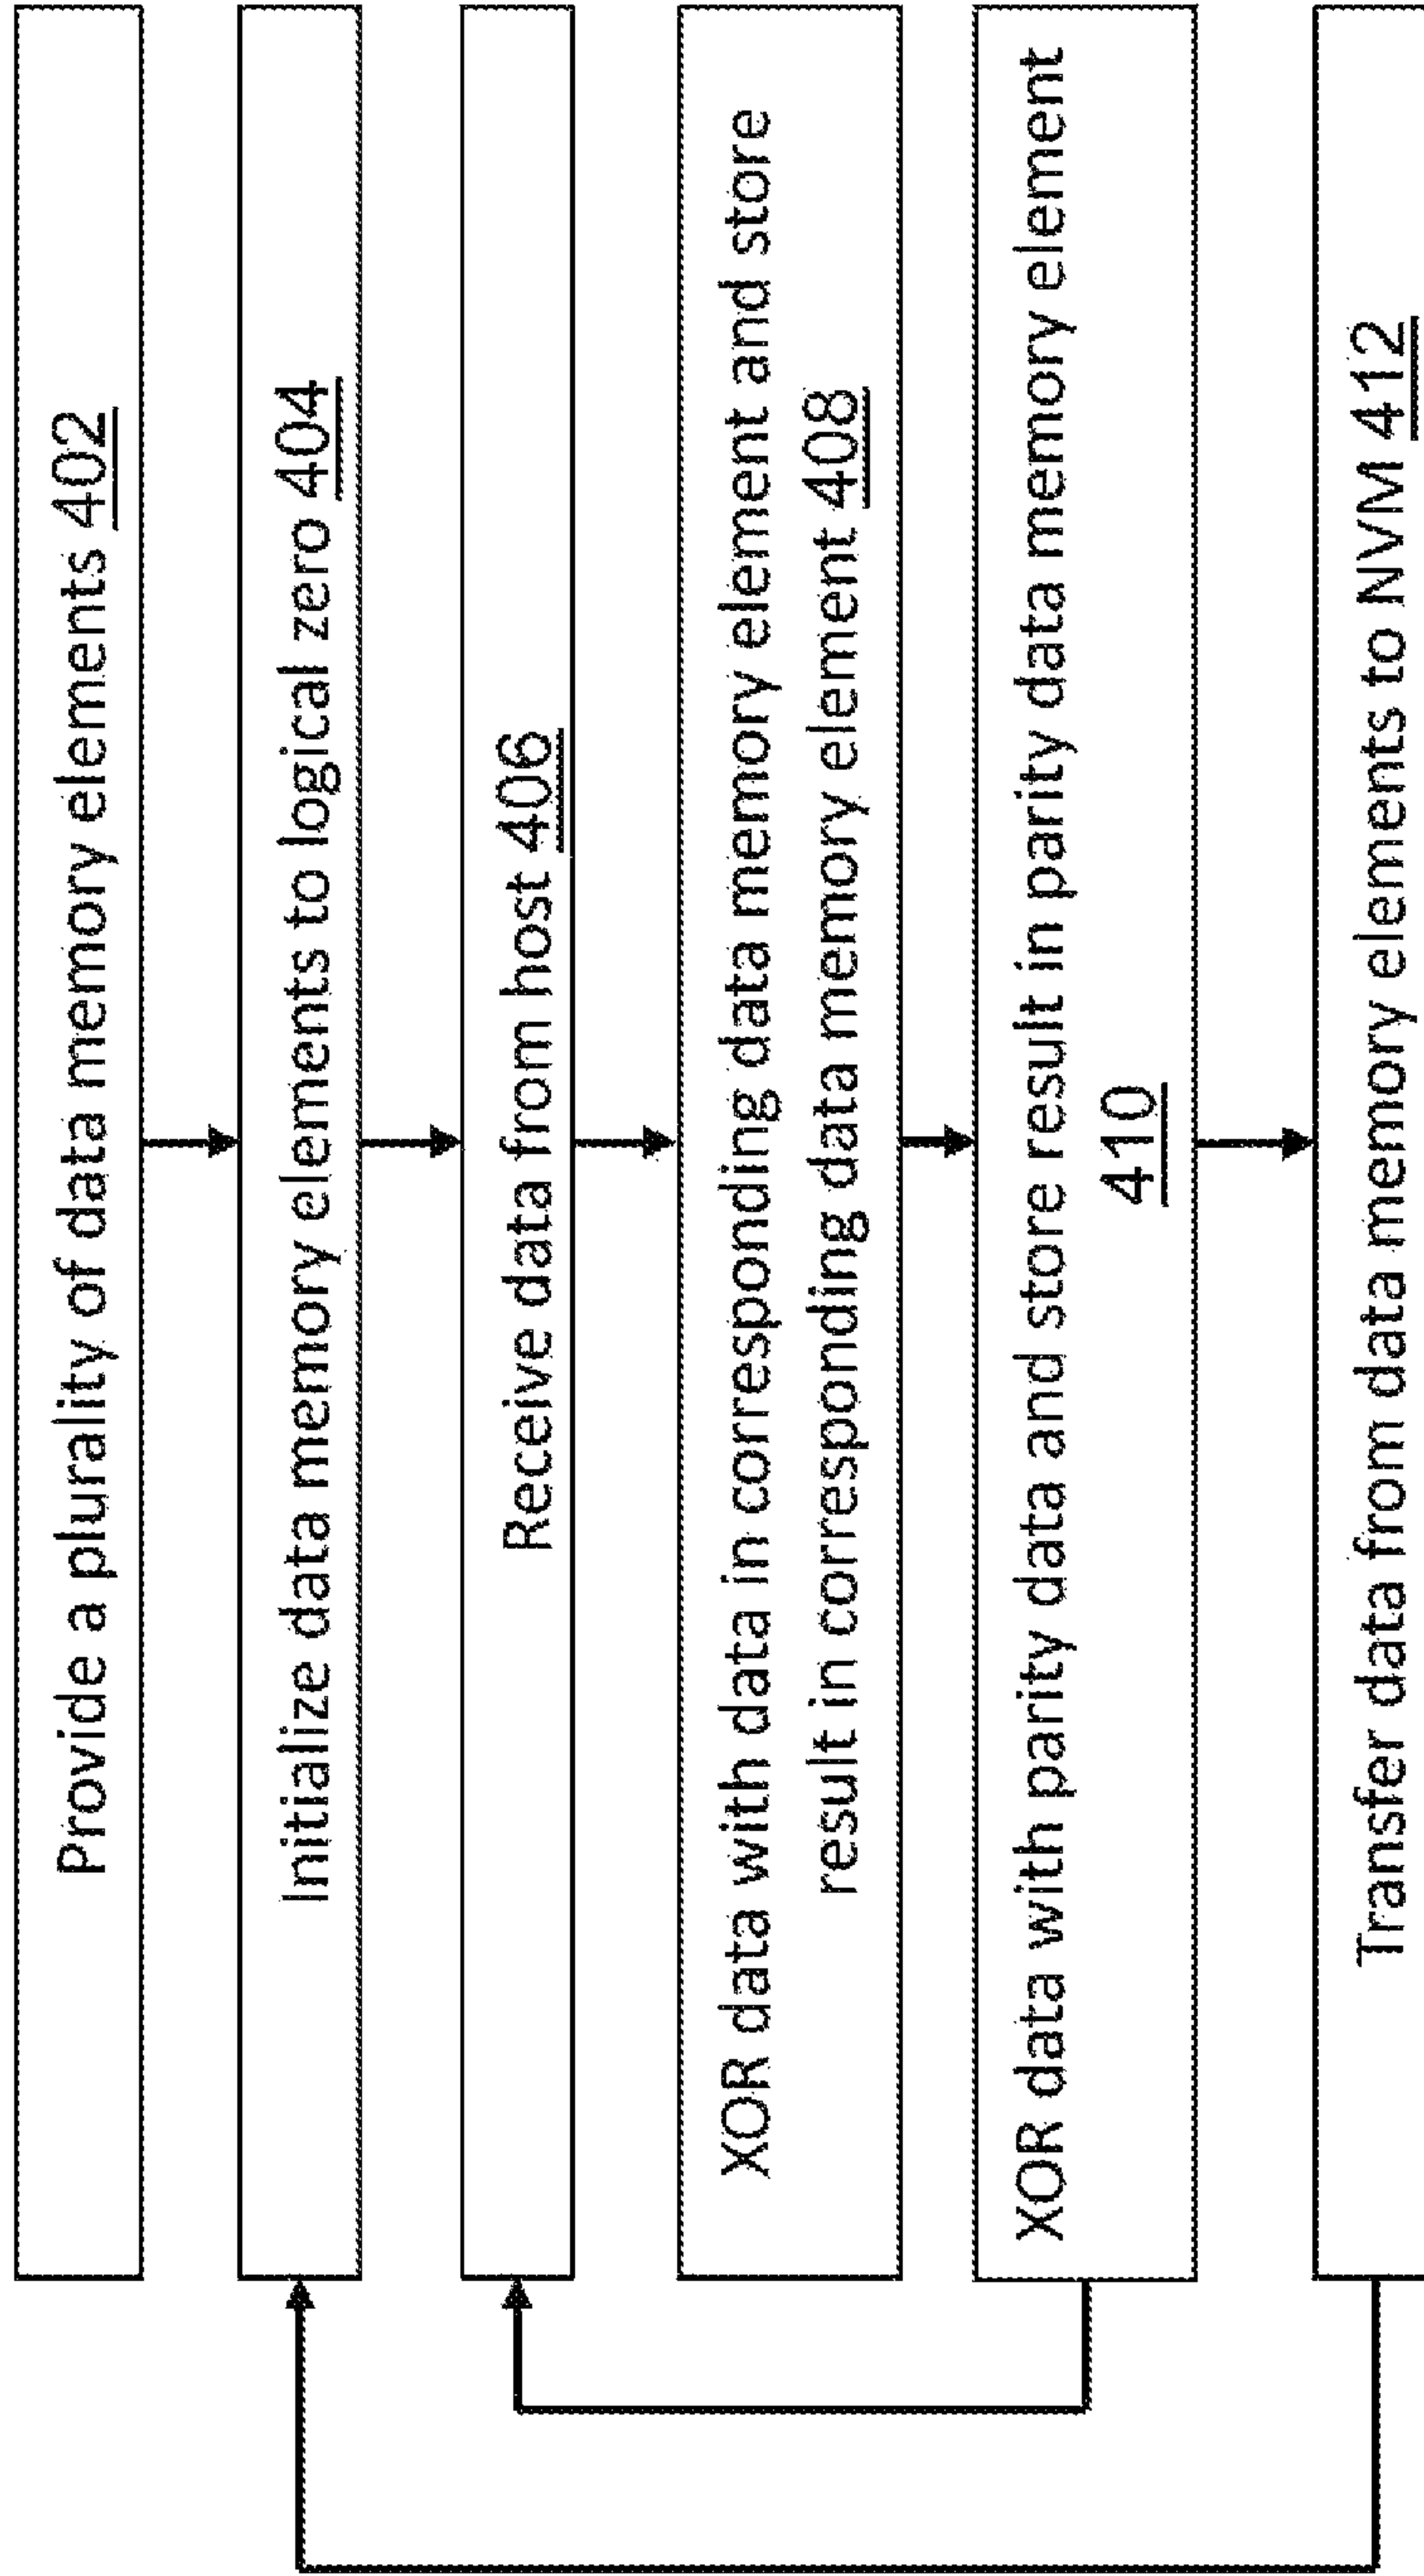 Provide a plurality of data memory elements 402
Initialize data memory elements to logical zero 404
Receive data from host 406
XOR data with data in corresponding data memory element and store
result in corresponding data memory element 408
XOR data with parity data and store result in parity data memory element
410
Transfer data from data memory elements to NVM 412